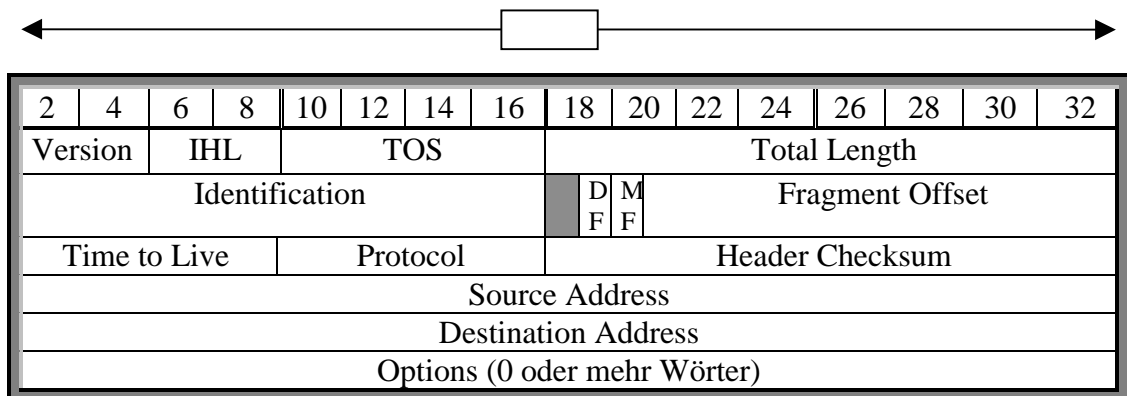 2 4 6 8 10 12 14 16 18 20 22 24 26 28 30 32
Version IHL TOS Total Length
Identification DF MF Fragment Offset
Time to Live Protocol Header Checksum
Source Address
Destination Address
Options (0 oder mehr Wörter)